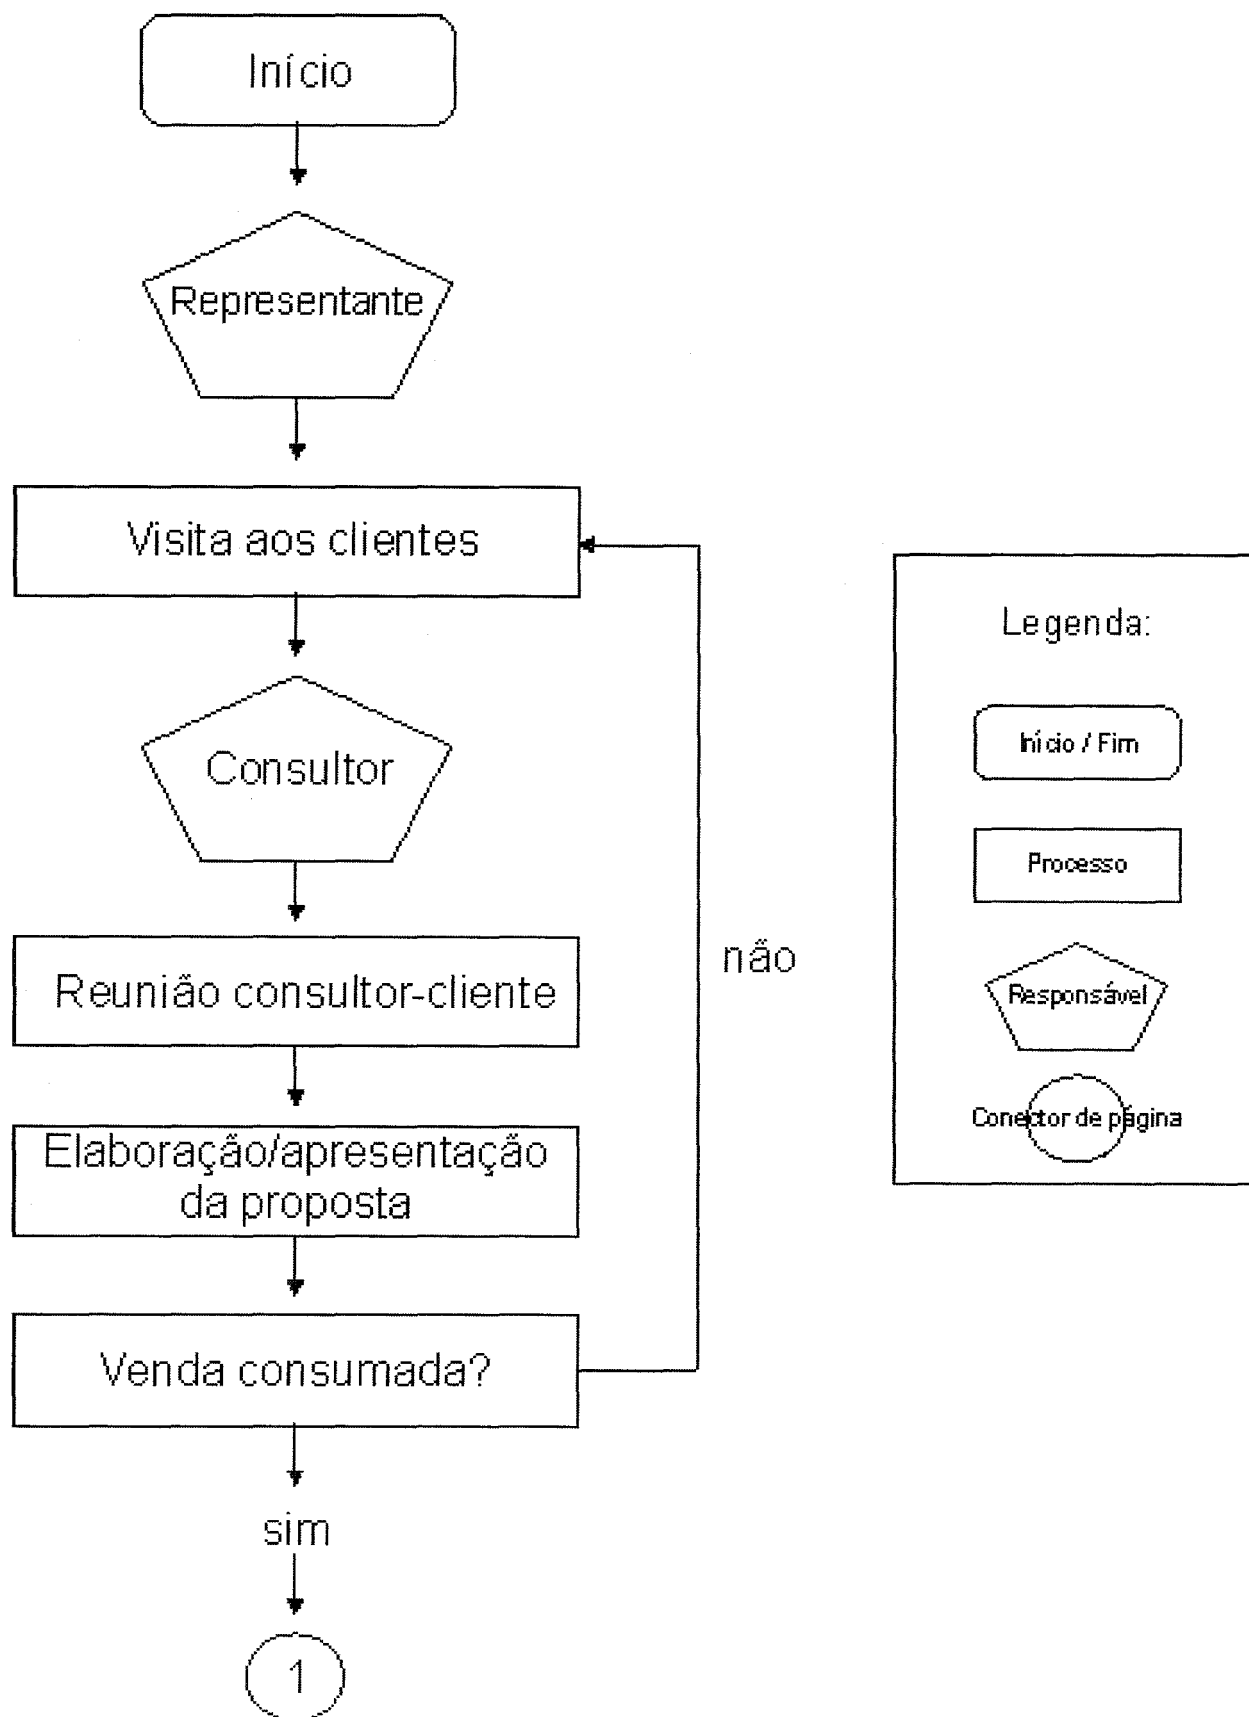 Início
Representante
Visita aos clientes
Consultor
Reunião consultor-cliente
Elaboração/apresentação
da proposta
Venda consumada?
sim
1
não
Legenda:
Início / Fim
Processo
Responsável
Conector de página